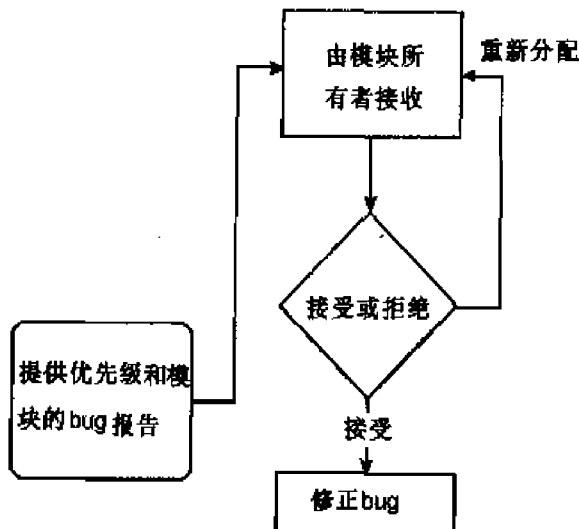 由模块所
有者接收
重新分配
接受或拒绝
提供优先级和模
块的bug报告
接受
修正bug